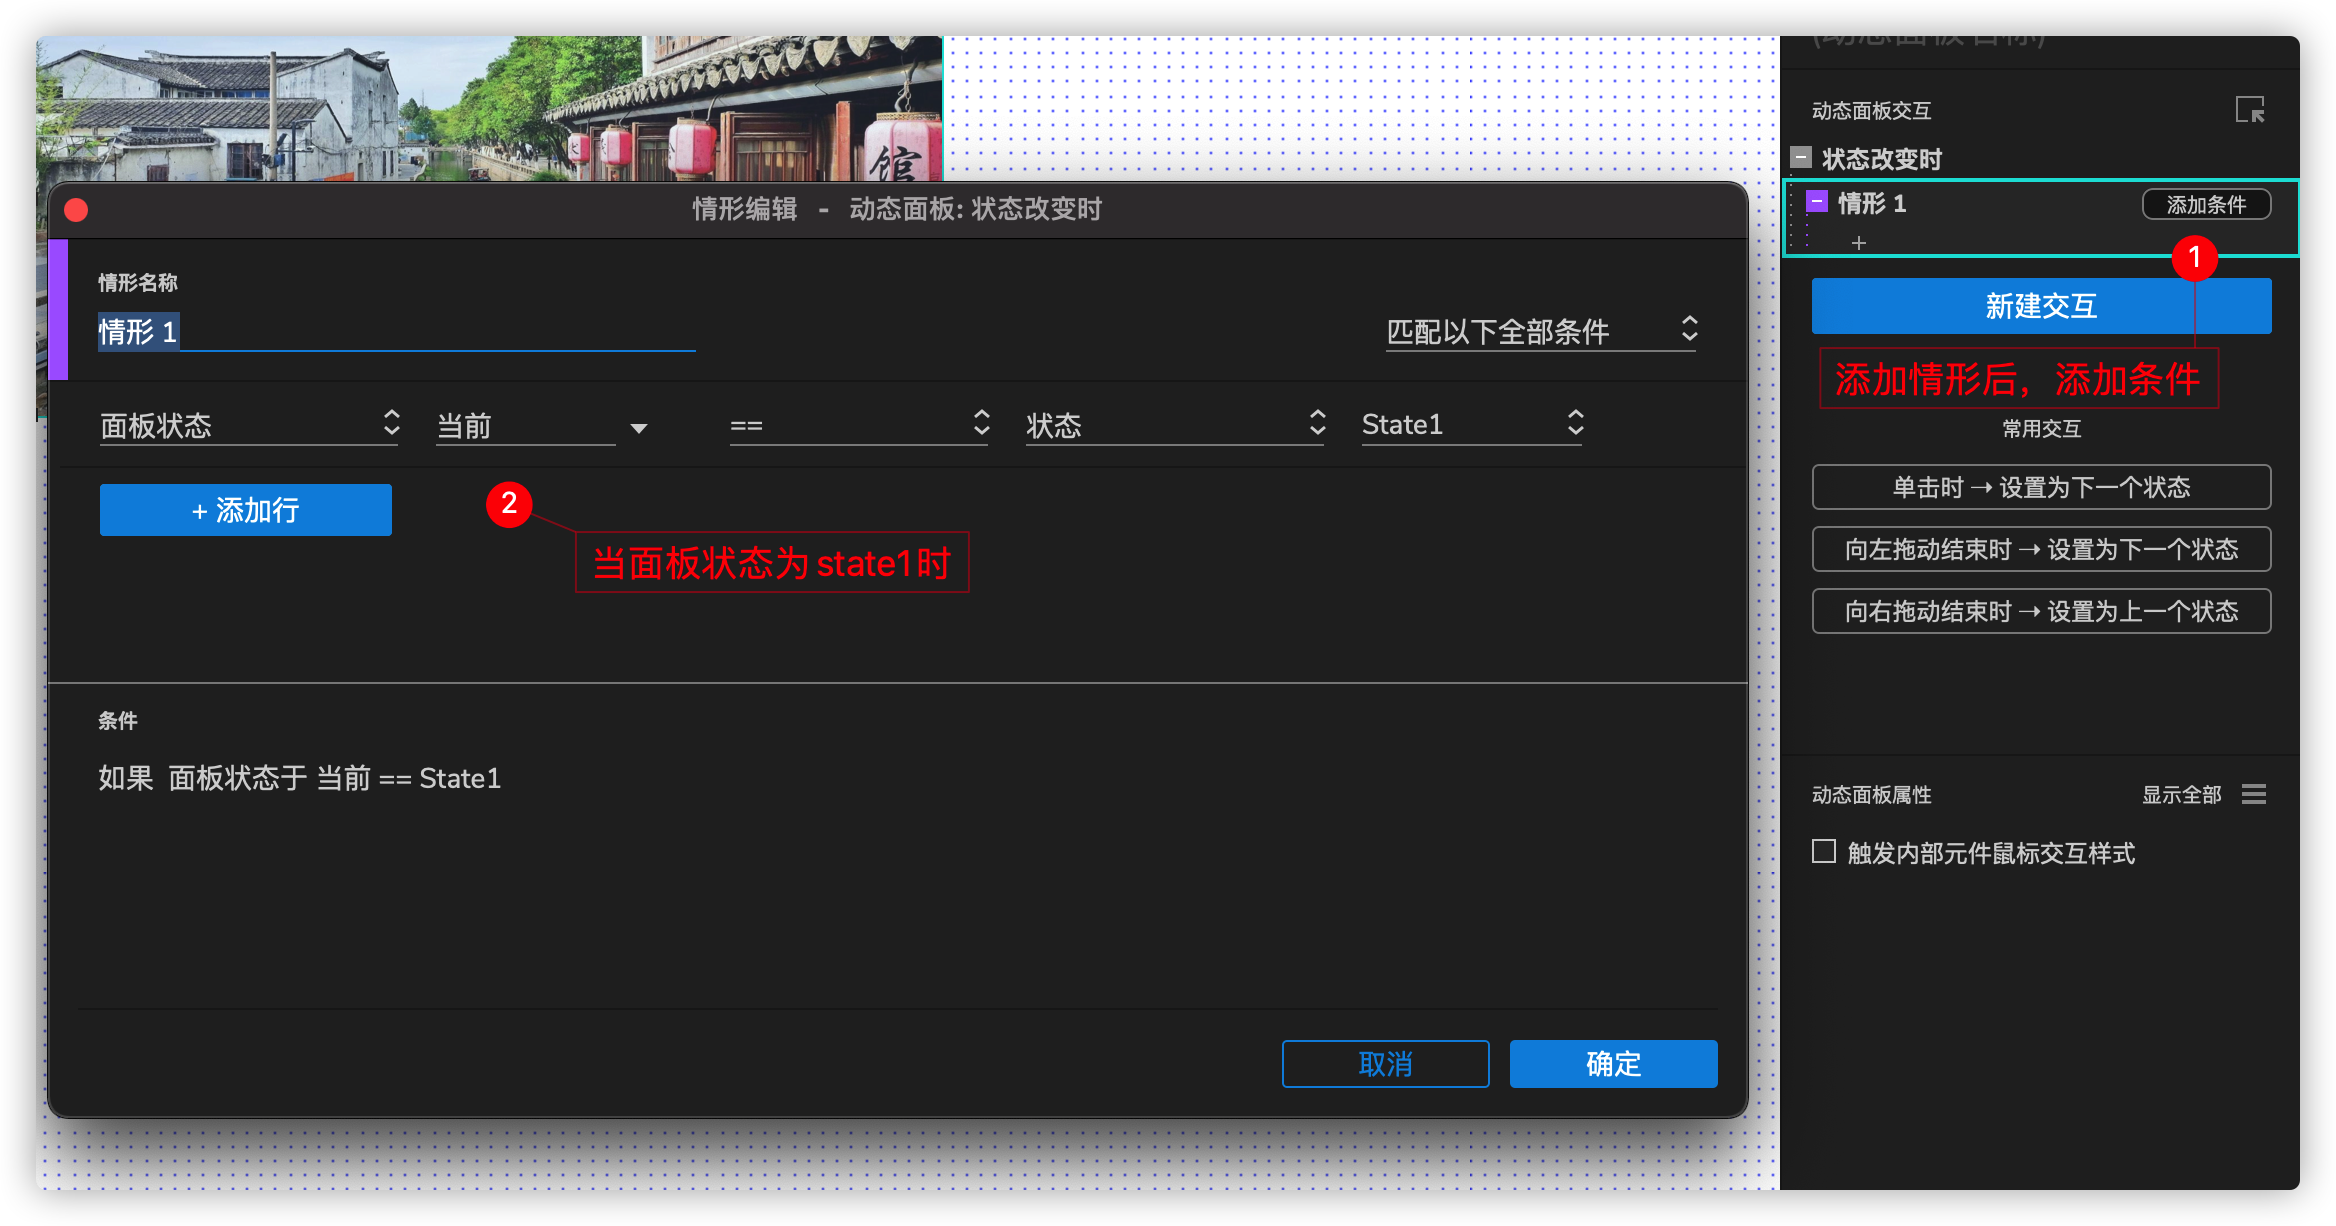 馆
(动态面板名称)
动态面板交互
状态改变时
情形 1
添加条件
1
新建交互
添加情形后，添加条件
常用交互
单击时 → 设置为下一个状态
向左拖动结束时 → 设置为下一个状态
向右拖动结束时 → 设置为上一个状态
动态面板属性
显示全部
触发内部元件鼠标交互样式
情形编辑 - 动态面板: 状态改变时
情形名称
情形 1
匹配以下全部条件
面板状态 当前 == 状态 State1
+ 添加行
2
当面板状态为 state1时
条件
如果 面板状态于 当前 == State1
取消
确定